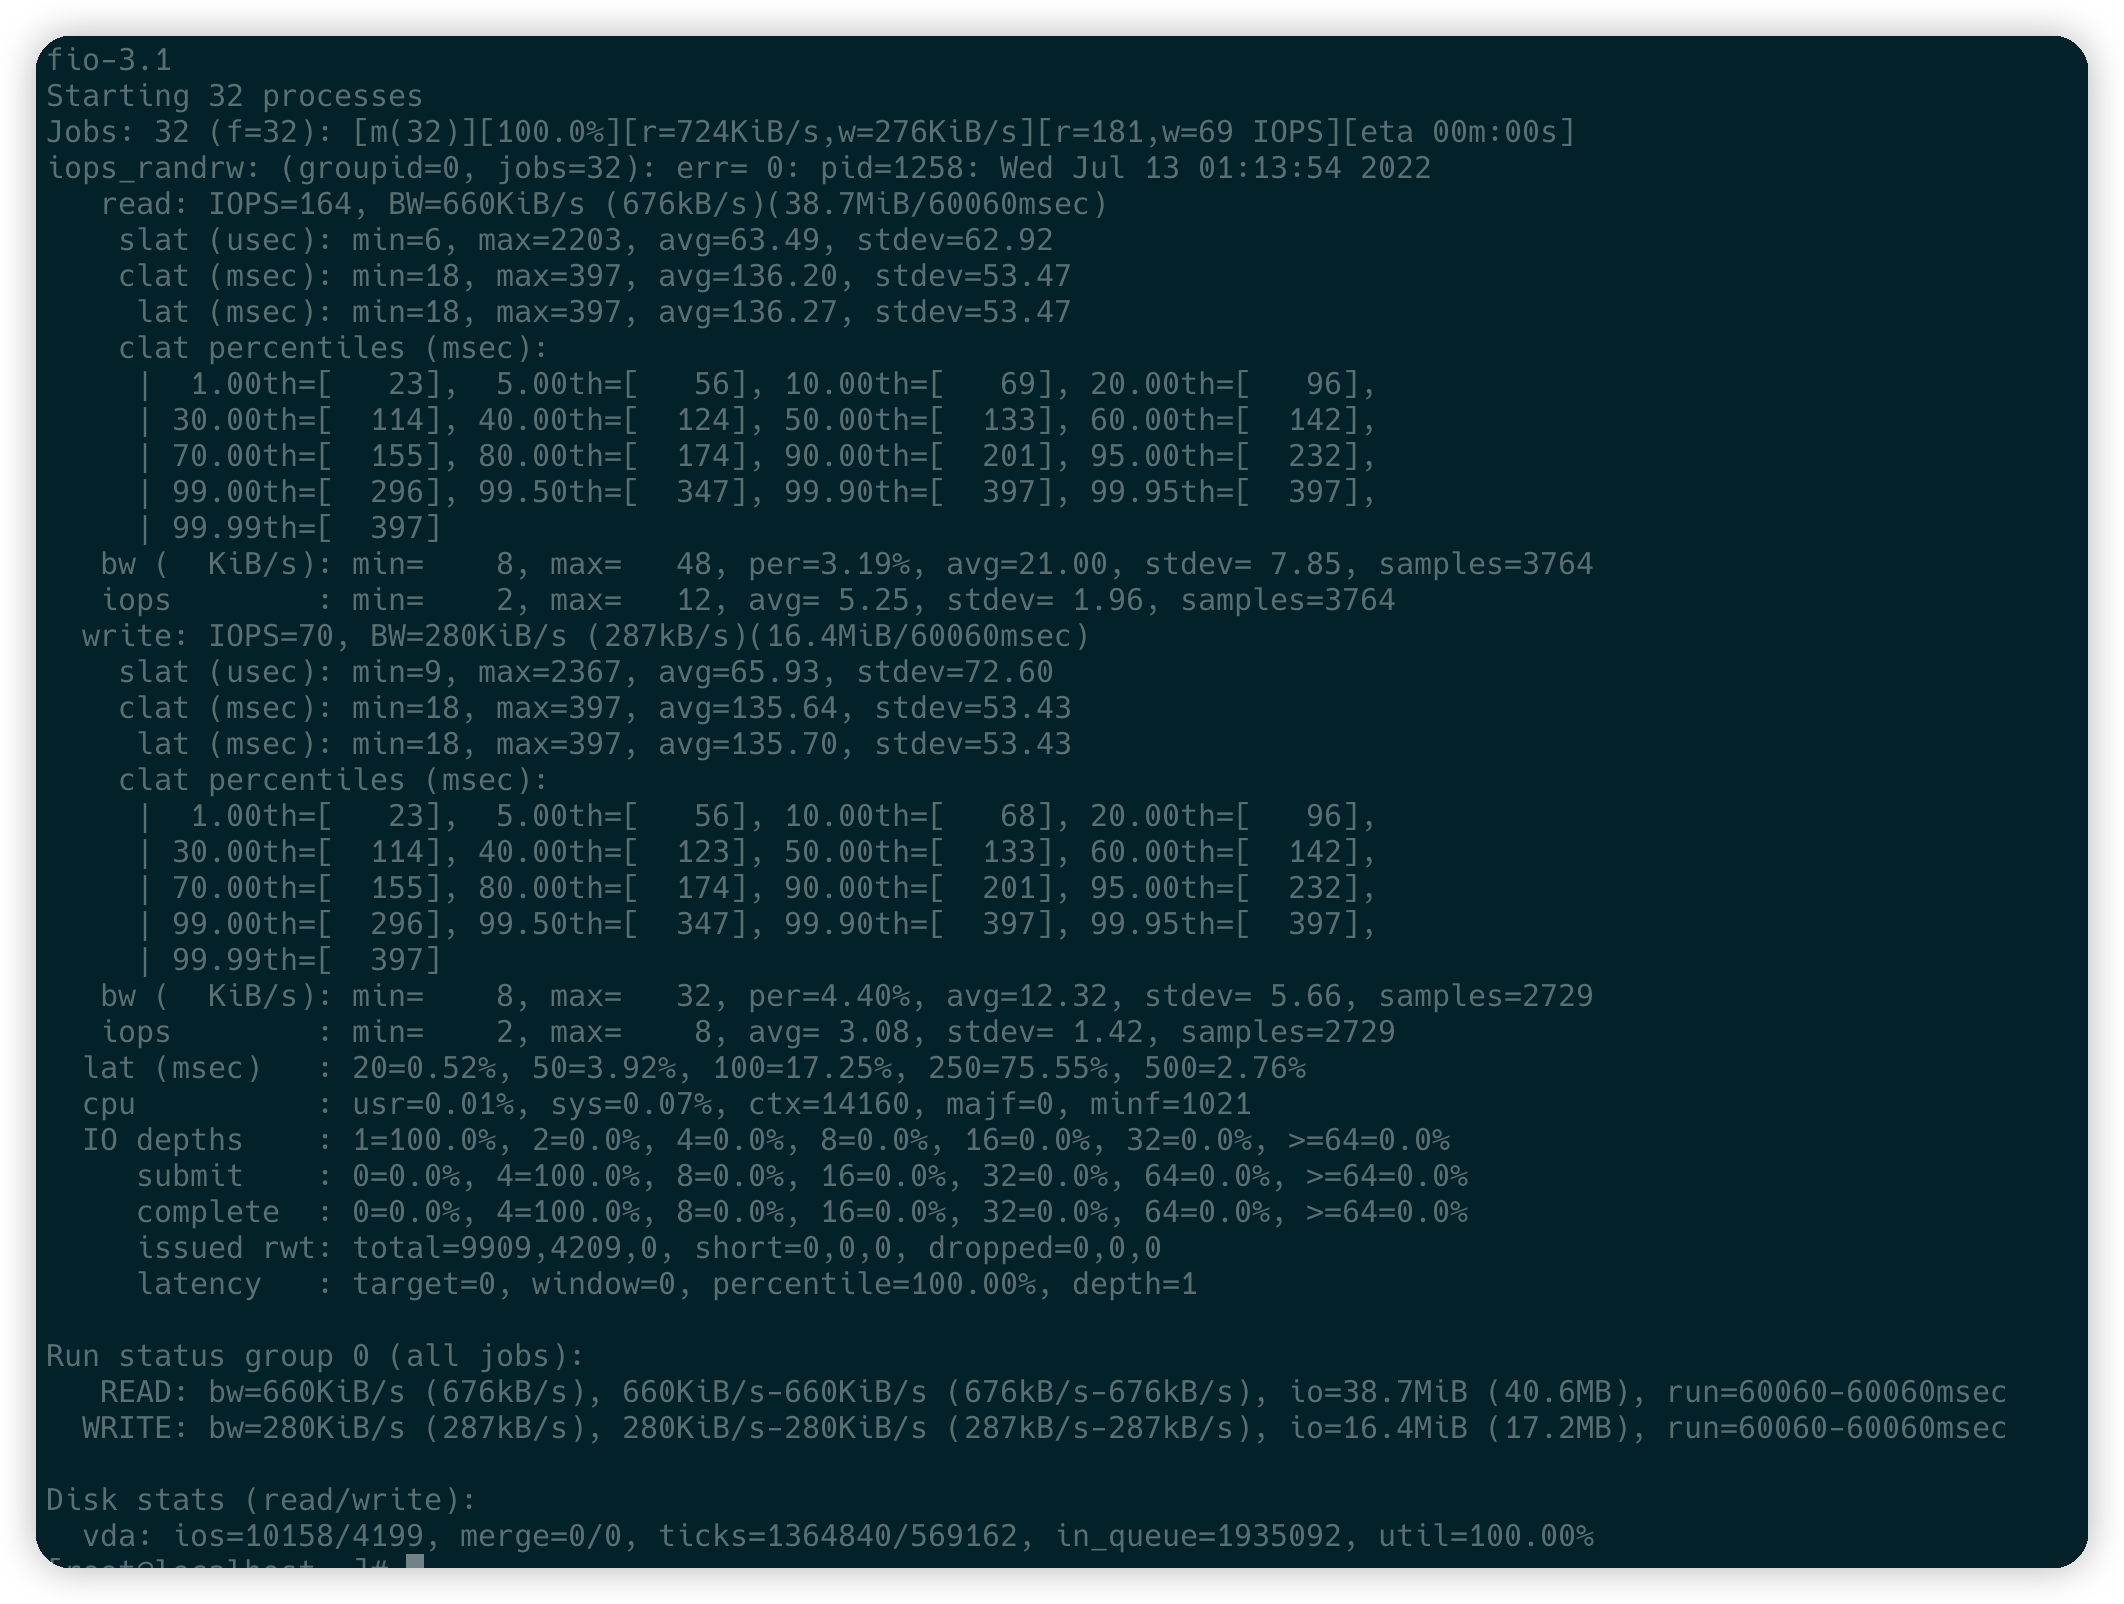 fio-3.1
Starting 32 processes
Jobs: 32 (f=32): [m(32)][100.0%][r=724KiB/s,w=276KiB/s][r=181,w=69 IOPS][eta 00m:00s]
iops_randrw: (groupid=0, jobs=32): err= 0: pid=1258: Wed Jul 13 01:13:54 2022
   read: IOPS=164, BW=660KiB/s (676kB/s)(38.7MiB/60060msec)
    slat (usec): min=6, max=2203, avg=63.49, stdev=62.92
    clat (msec): min=18, max=397, avg=136.20, stdev=53.47
     lat (msec): min=18, max=397, avg=136.27, stdev=53.47
    clat percentiles (msec):
     |  1.00th=[   23],  5.00th=[   56], 10.00th=[   69], 20.00th=[   96],
     | 30.00th=[  114], 40.00th=[  124], 50.00th=[  133], 60.00th=[  142],
     | 70.00th=[  155], 80.00th=[  174], 90.00th=[  201], 95.00th=[  232],
     | 99.00th=[  296], 99.50th=[  347], 99.90th=[  397], 99.95th=[  397],
     | 99.99th=[  397]
   bw (  KiB/s): min=    8, max=   48, per=3.19%, avg=21.00, stdev= 7.85, samples=3764
   iops        : min=    2, max=   12, avg= 5.25, stdev= 1.96, samples=3764
  write: IOPS=70, BW=280KiB/s (287kB/s)(16.4MiB/60060msec)
    slat (usec): min=9, max=2367, avg=65.93, stdev=72.60
    clat (msec): min=18, max=397, avg=135.64, stdev=53.43
     lat (msec): min=18, max=397, avg=135.70, stdev=53.43
    clat percentiles (msec):
     |  1.00th=[   23],  5.00th=[   56], 10.00th=[   68], 20.00th=[   96],
     | 30.00th=[  114], 40.00th=[  123], 50.00th=[  133], 60.00th=[  142],
     | 70.00th=[  155], 80.00th=[  174], 90.00th=[  201], 95.00th=[  232],
     | 99.00th=[  296], 99.50th=[  347], 99.90th=[  397], 99.95th=[  397],
     | 99.99th=[  397]
   bw (  KiB/s): min=    8, max=   32, per=4.40%, avg=12.32, stdev= 5.66, samples=2729
   iops        : min=    2, max=    8, avg= 3.08, stdev= 1.42, samples=2729
  lat (msec)   : 20=0.52%, 50=3.92%, 100=17.25%, 250=75.55%, 500=2.76%
  cpu          : usr=0.01%, sys=0.07%, ctx=14160, majf=0, minf=1021
  IO depths    : 1=100.0%, 2=0.0%, 4=0.0%, 8=0.0%, 16=0.0%, 32=0.0%, >=64=0.0%
     submit    : 0=0.0%, 4=100.0%, 8=0.0%, 16=0.0%, 32=0.0%, 64=0.0%, >=64=0.0%
     complete  : 0=0.0%, 4=100.0%, 8=0.0%, 16=0.0%, 32=0.0%, 64=0.0%, >=64=0.0%
     issued rwt: total=9909,4209,0, short=0,0,0, dropped=0,0,0
     latency   : target=0, window=0, percentile=100.00%, depth=1

Run status group 0 (all jobs):
   READ: bw=660KiB/s (676kB/s), 660KiB/s-660KiB/s (676kB/s-676kB/s), io=38.7MiB (40.6MB), run=60060-60060msec
  WRITE: bw=280KiB/s (287kB/s), 280KiB/s-280KiB/s (287kB/s-287kB/s), io=16.4MiB (17.2MB), run=60060-60060msec

Disk stats (read/write):
  vda: ios=10158/4199, merge=0/0, ticks=1364840/569162, in_queue=1935092, util=100.00%